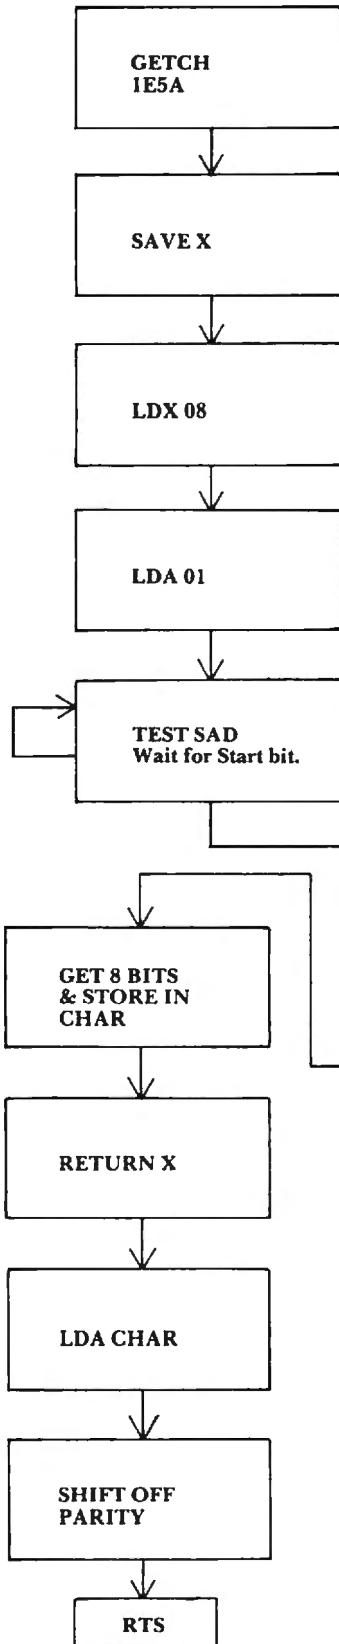 GETCH
1E5A
SAVE X
LDX 08
LDA 01
TEST SAD
Wait for Start bit.
GET 8 BITS
& STORE IN
CHAR
RETURN X
LDA CHAR
SHIFT OFF
PARITY
RTS